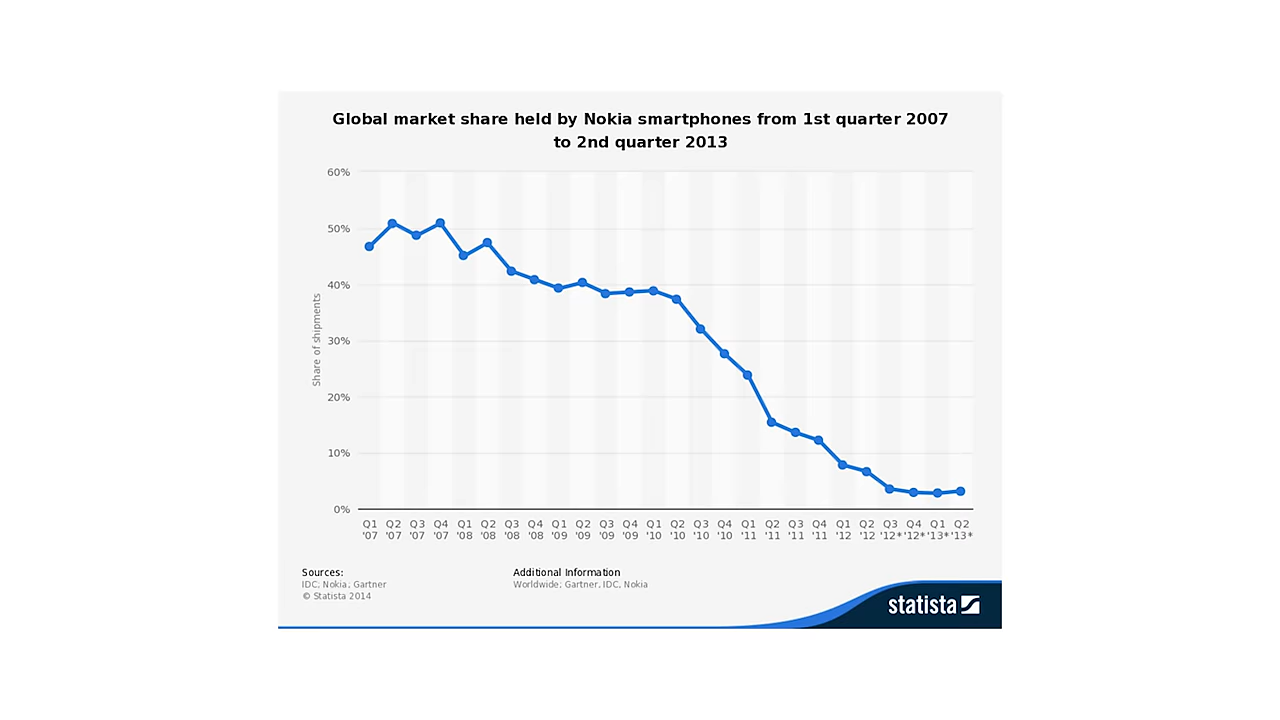 Global market share held by Nokia smartphones from 1st quarter 2007
to 2nd quarter 2013
60%
50%
40%
30%
20%
10%
0%
Share of shipments
Q1 Q2 Q3 Q4 Q1 Q2 Q3 Q4 Q1 Q2 Q3 Q4 Q1 Q2 Q3 Q4 Q1 Q2 Q3 Q4 Q1 Q2 Q3 Q4 Q1 Q2
'07 '07 '07 '07 '08 '08 '08 '08 '09 '09 '09 '09 '10 '10 '10 '10 '11 '11 '11 '11 '12 '12 '12* '12* '13* '13*
Sources:
IDC; Nokia; Gartner
© Statista 2014
Additional Information
Worldwide; Gartner, IDC, Nokia
statista